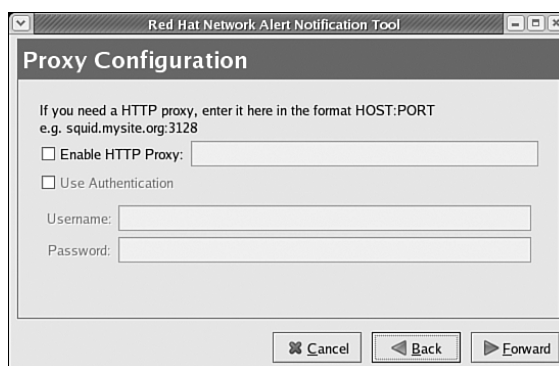 Red Hat Network Alert Notification Tool
Proxy Configuration
If you need a HTTP proxy, enter it here in the format HOST:PORT
e.g. squid.mysite.org:3128
Enable HTTP Proxy:
Use Authentication
Username:
Password:
Cancel Back Forward